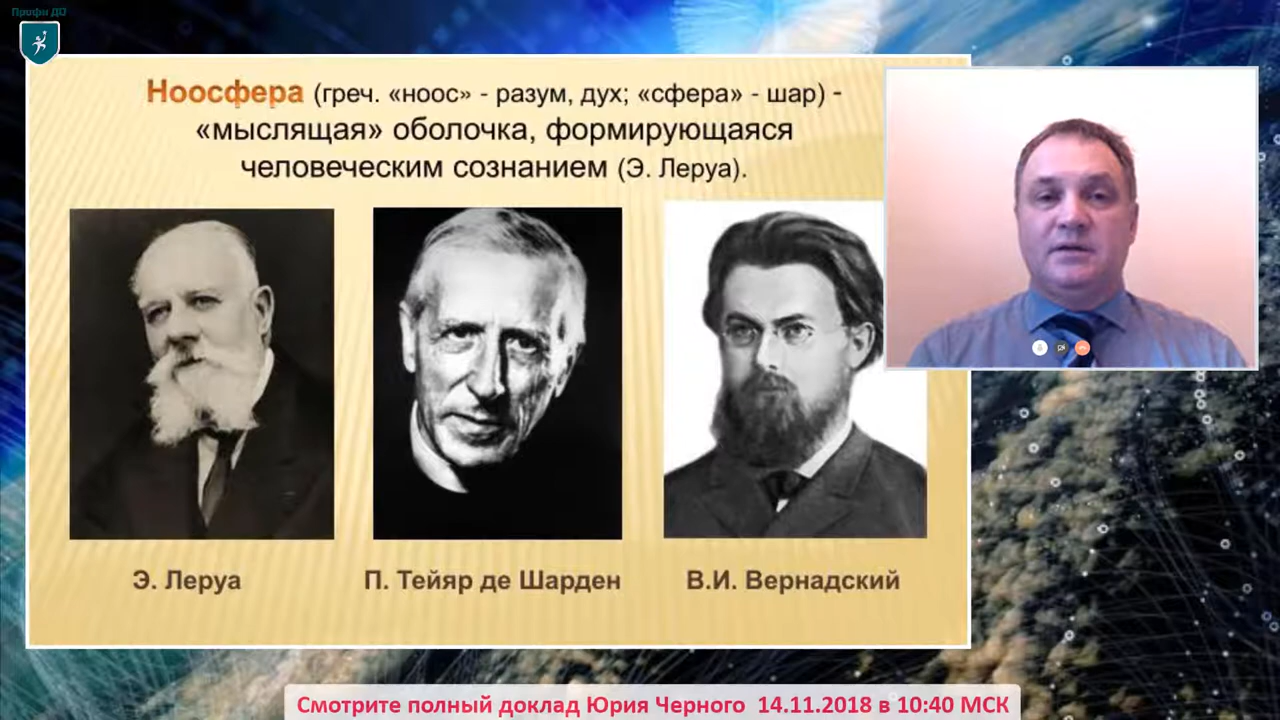 Профи ДО
Ноосфера (греч. «ноос» - разум, дух; «сфера» - шар) -
«мыслящая» оболочка, формирующаяся
человеческим сознанием (Э. Леруа).
Э. Леруа
П. Тейяр де Шарден
В.И. Вернадский
Смотрите полный доклад Юрия Черного 14.11.2018 в 10:40 МСК